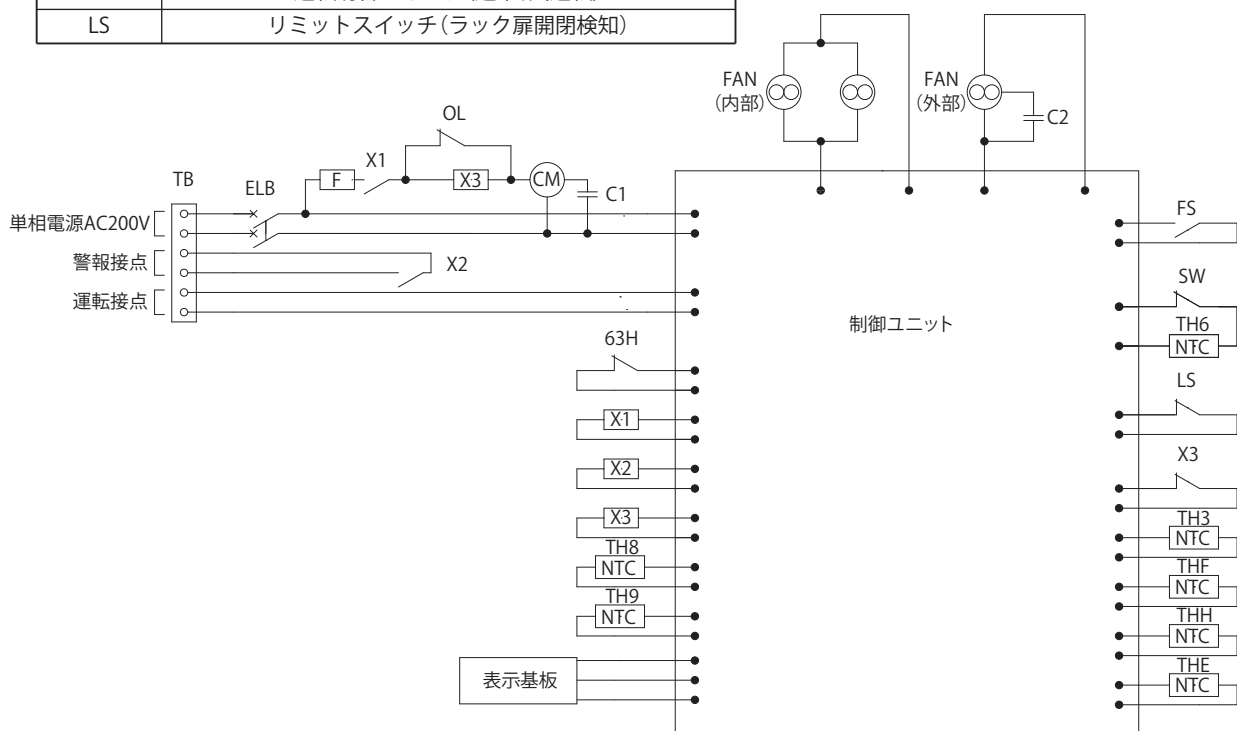 LS リミットスイッチ(ラック扉開閉検知)
FAN
(内部)
FAN
(外部)
C2
OL
X1
F
X3
CM
C1
TB
ELB
単相電源AC200V
警報接点
X2
運転接点
制御ユニット
63H
X1
X2
X3
TH8
NTC
TH9
NTC
表示基板
FS
SW
TH6
NTC
LS
X3
TH3
NTC
THF
NTC
THH
NTC
THE
NTC